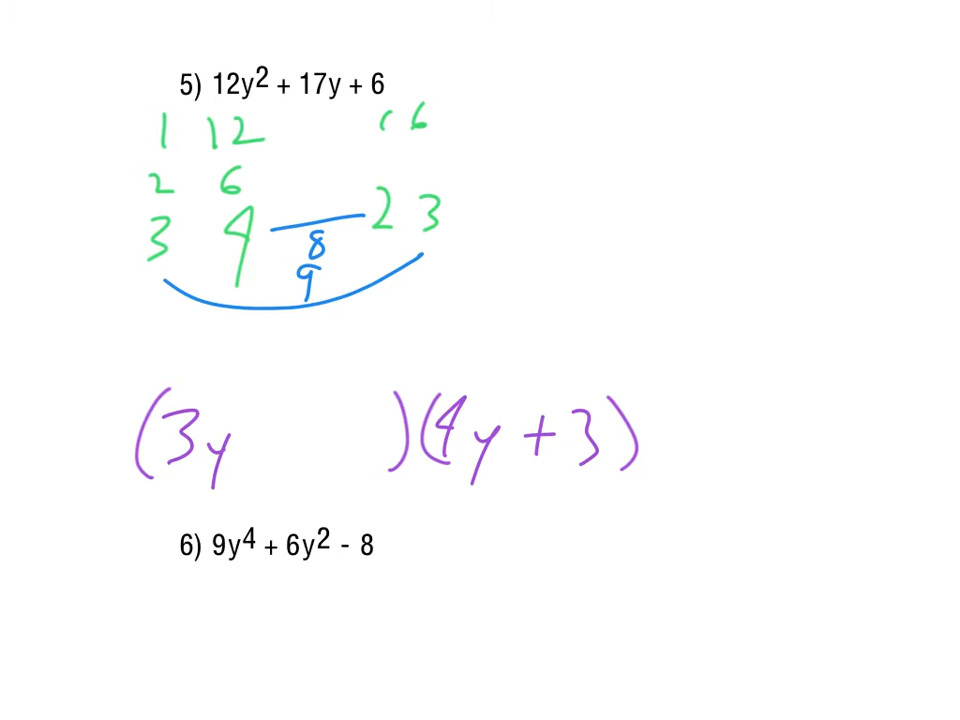 5) 12y² + 17y + 6
1 12 1 6
2 6
3 4 2 3
8
9
(3y )(4y + 3)
6) 9y⁴ + 6y² - 8